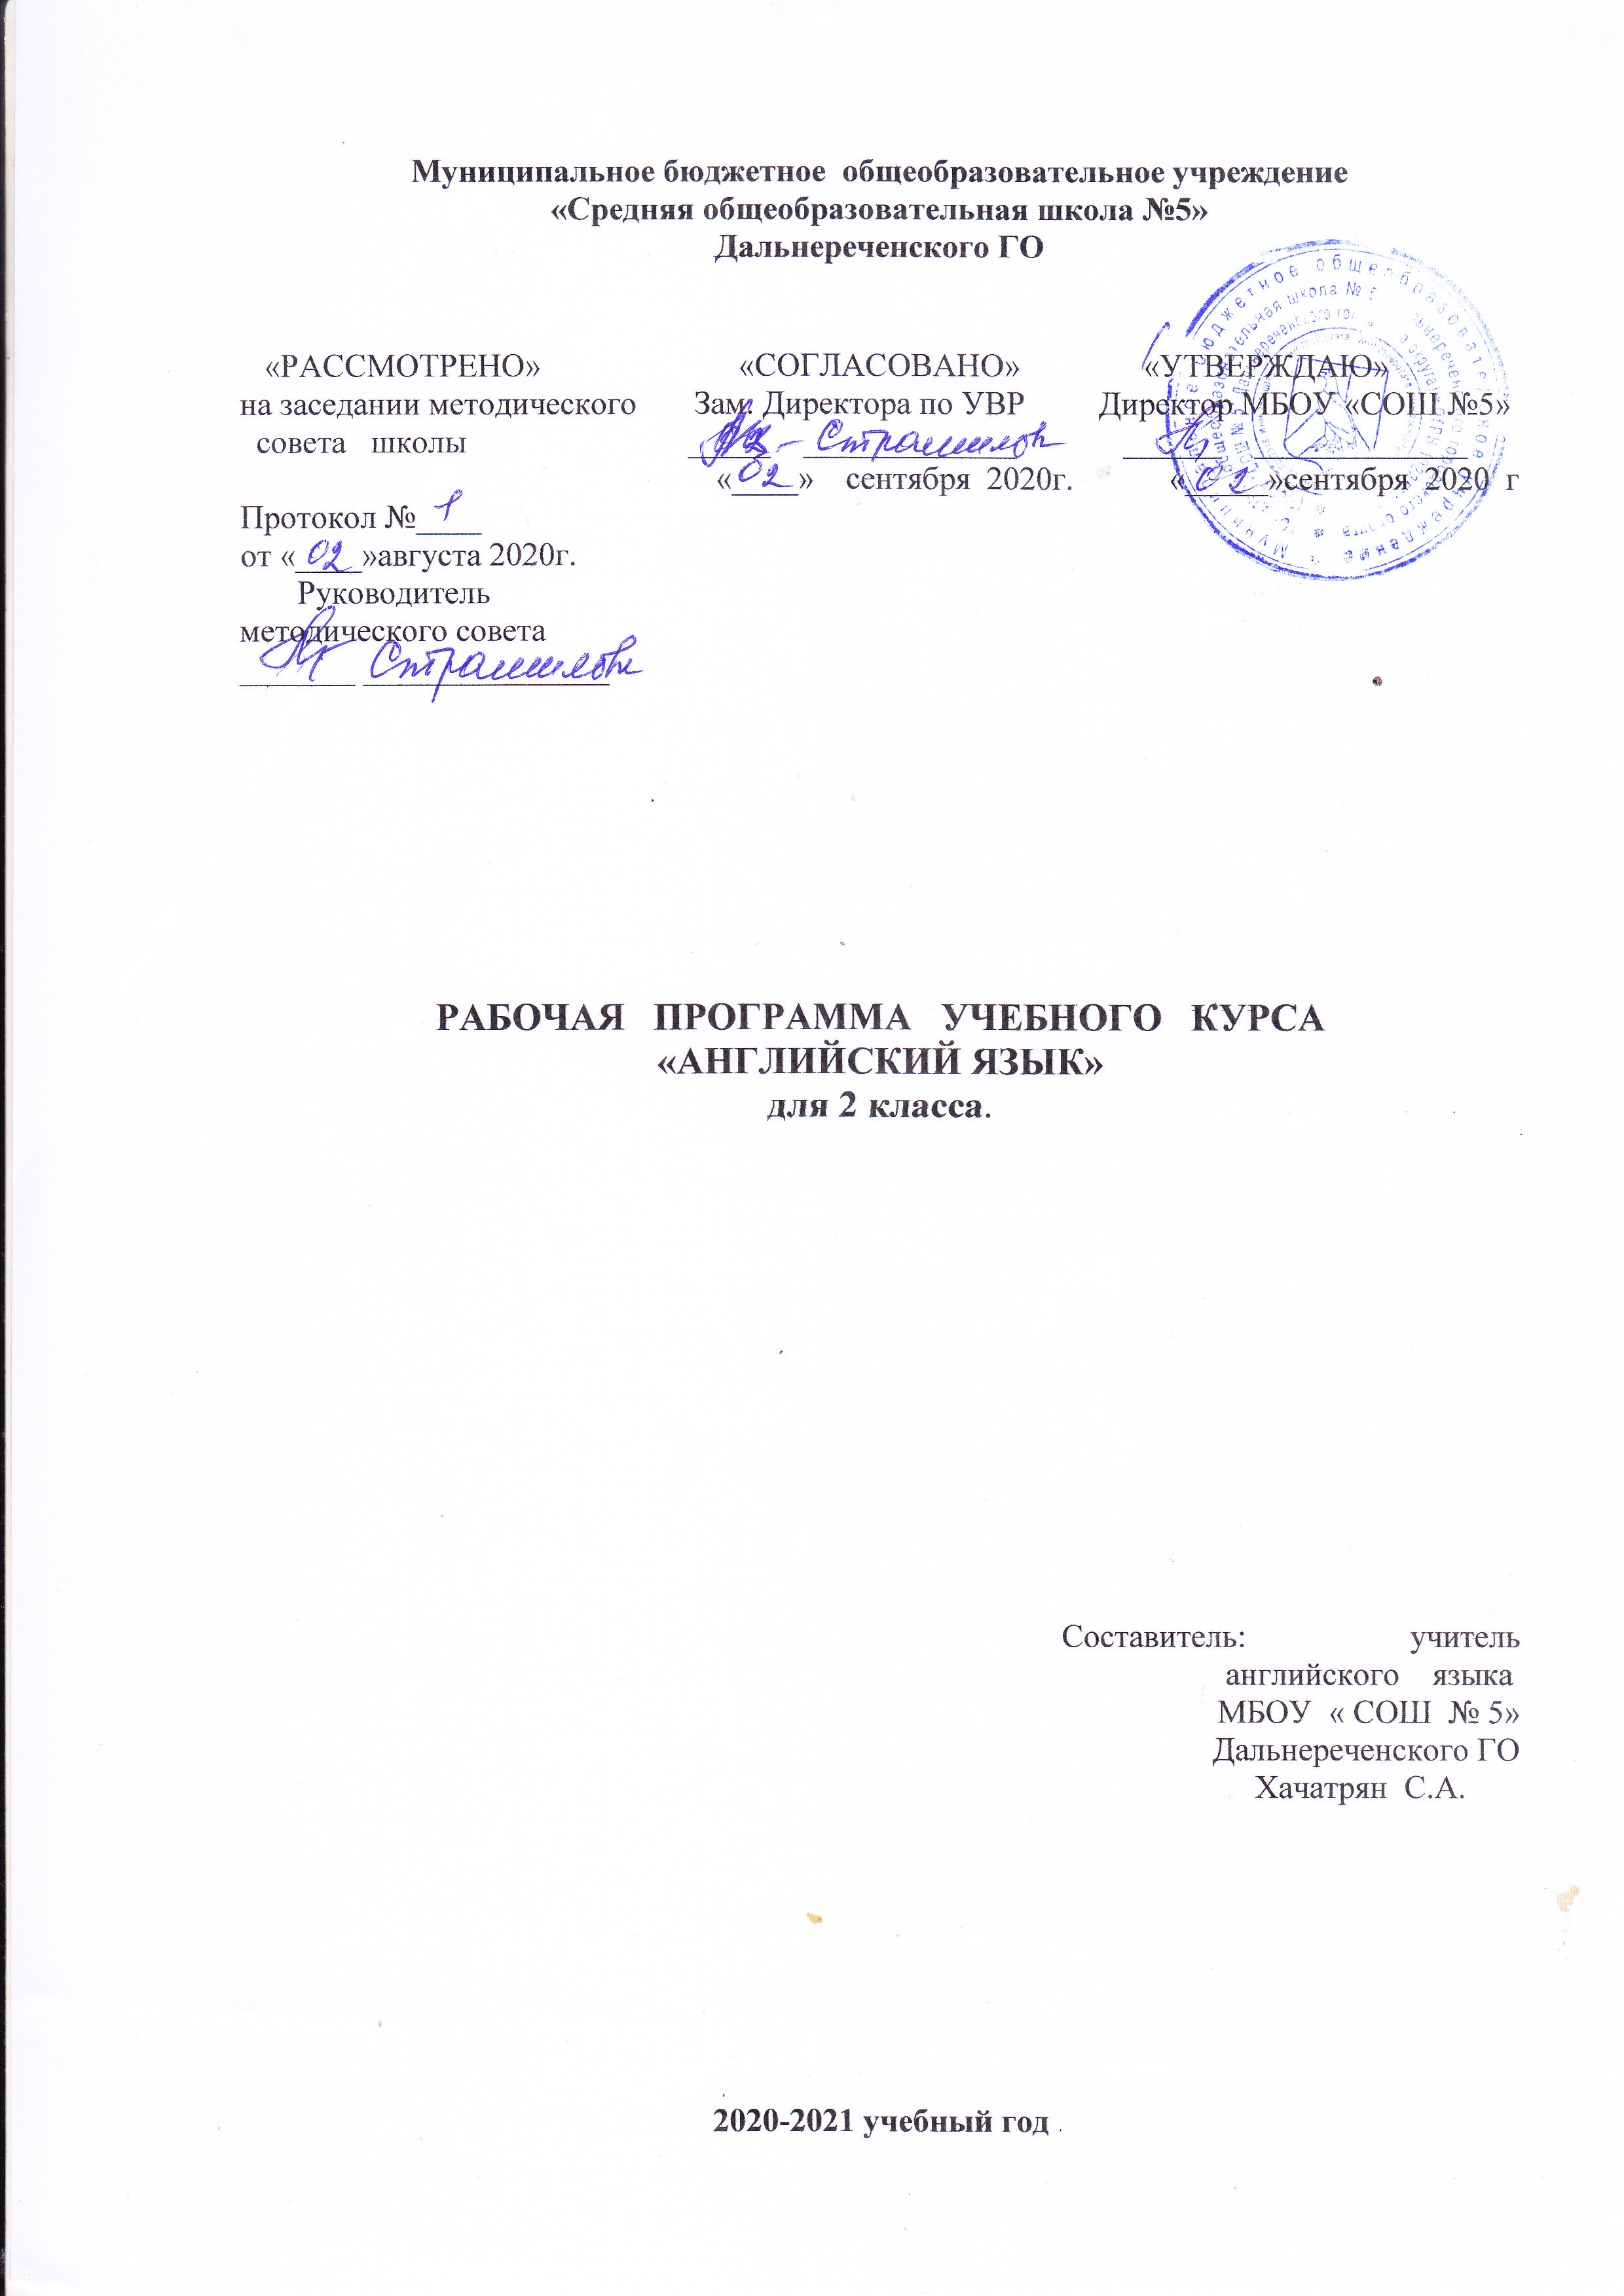 Муниципальное бюджетное общеобразовательное учреждение
«Средняя общеобразовательная школа №5»
Дальнереченского ГО
«РАССМОТРЕНО»
на заседании методического
совета школы
Протокол № 1
от «02»августа 2020г.
Руководитель
методического совета
«СОГЛАСОВАНО»
Зам. Директора по УВР
«02» сентября 2020г.
«УТВЕРЖДАЮ»
Директор МБОУ «СОШ №5»
«02»сентября 2020 г
РАБОЧАЯ ПРОГРАММА УЧЕБНОГО КУРСА
«АНГЛИЙСКИЙ ЯЗЫК»
для 2 класса.
Составитель: учитель
английского языка
МБОУ « СОШ № 5»
Дальнереченского ГО
Хачатрян С.А.
2020-2021 учебный год